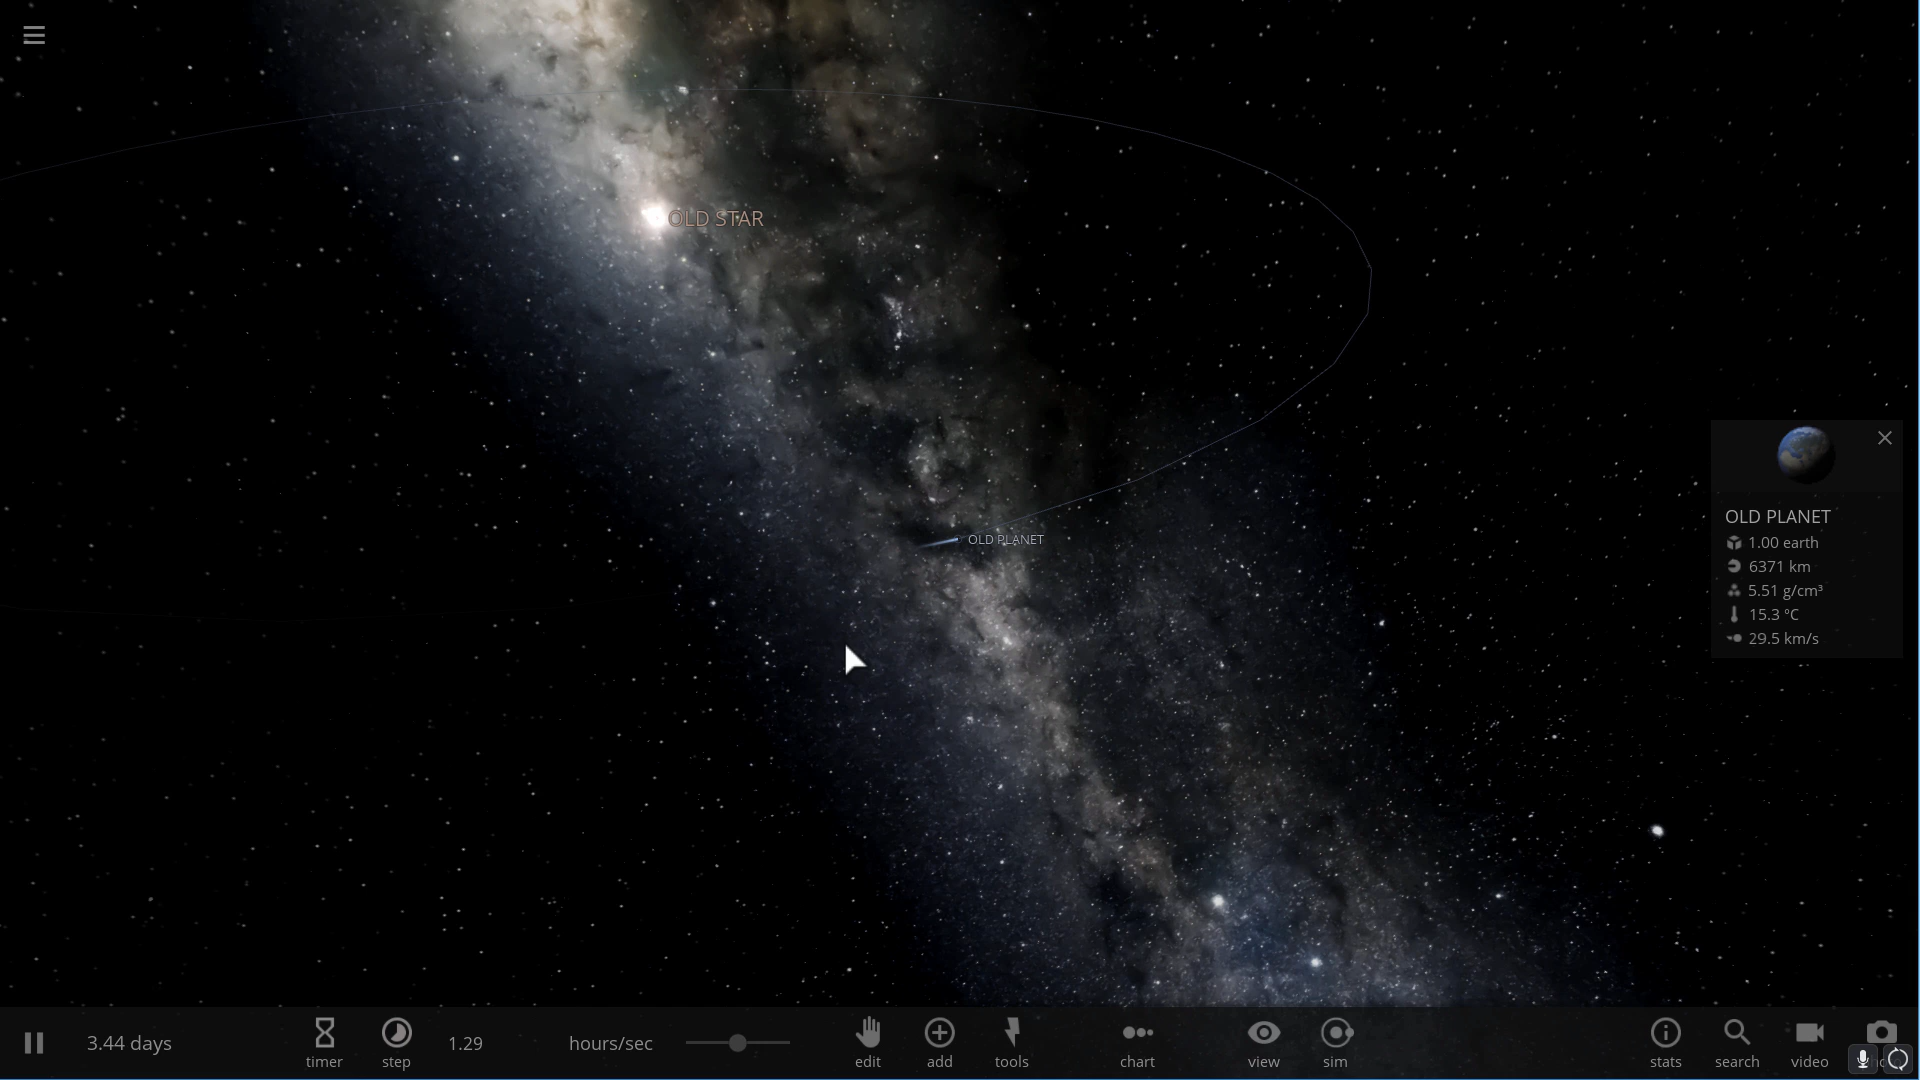 OLD STAR
OLD PLANET
OLD PLANET
1.00 earth
6371 km
5.51 g/cm³
15.3 °C
29.5 km/s
3.44 days
timer
step
1.29
hours/sec
edit
add
tools
chart
view
sim
stats
search
video